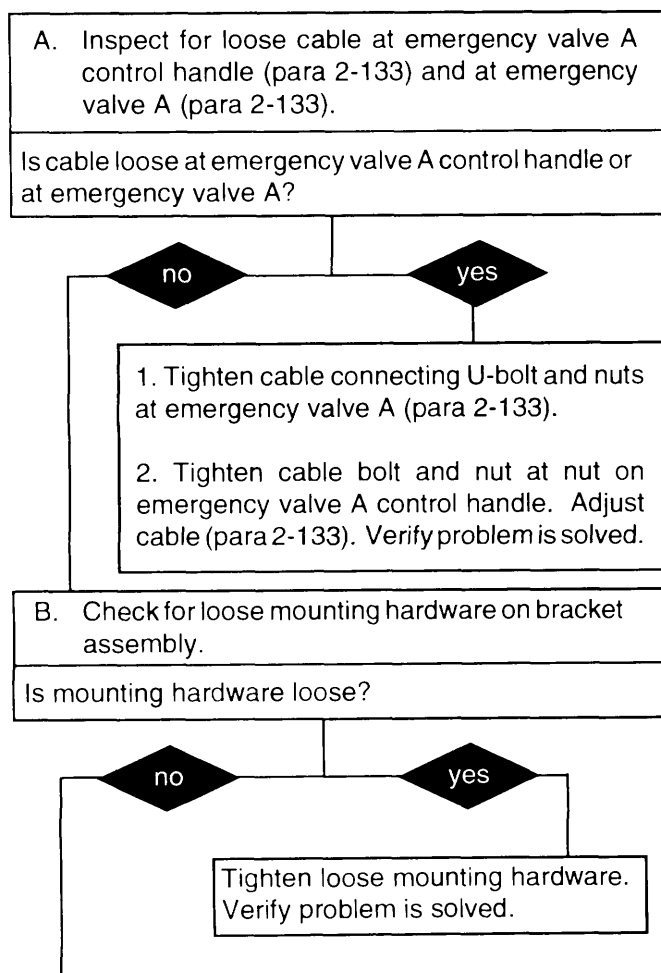 A. Inspect for loose cable at emergency valve A
control handle (para 2-133) and at emergency
valve A (para 2-133).
Is cable loose at emergency valve A control handle or
at emergency valve A?
no yes
1. Tighten cable connecting U-bolt and nuts
at emergency valve A (para 2-133).
2. Tighten cable bolt and nut at nut on
emergency valve A control handle. Adjust
cable (para 2-133). Verify problem is solved.
B. Check for loose mounting hardware on bracket
assembly.
Is mounting hardware loose?
no yes
Tighten loose mounting hardware.
Verify problem is solved.